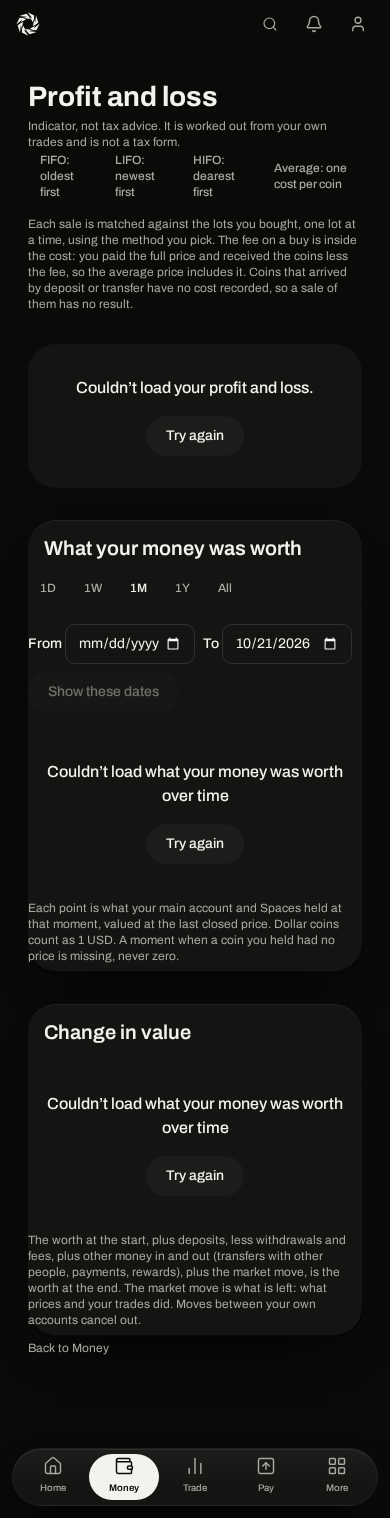 Profit and loss
Indicator, not tax advice. It is worked out from your own
trades and is not a tax form.
FIFO: oldest first
LIFO: newest first
HIFO: dearest first
Average: one cost per coin
Each sale is matched against the lots you bought, one lot at
a time, using the method you pick. The fee on a buy is inside
the cost: you paid the full price and received the coins less
the fee, so the average price includes it. Coins that arrived
by deposit or transfer have no cost recorded, so a sale of
them has no result.
Couldn’t load your profit and loss.
Try again
What your money was worth
1D 1W 1M 1Y All
From mm/dd/yyyy To 10/21/2026
Show these dates
Couldn’t load what your money was worth
over time
Try again
Each point is what your main account and Spaces held at
that moment, valued at the last closed price. Dollar coins
count as 1 USD. A moment when a coin you held had no
price is missing, never zero.
Change in value
Couldn’t load what your money was worth
over time
Try again
The worth at the start, plus deposits, less withdrawals and
fees, plus other money in and out (transfers with other
people, payments, rewards), plus the market move, is the
worth at the end. The market move is what is left: what
prices and your trades did. Moves between your own
accounts cancel out.
Back to Money
Home Money Trade Pay More